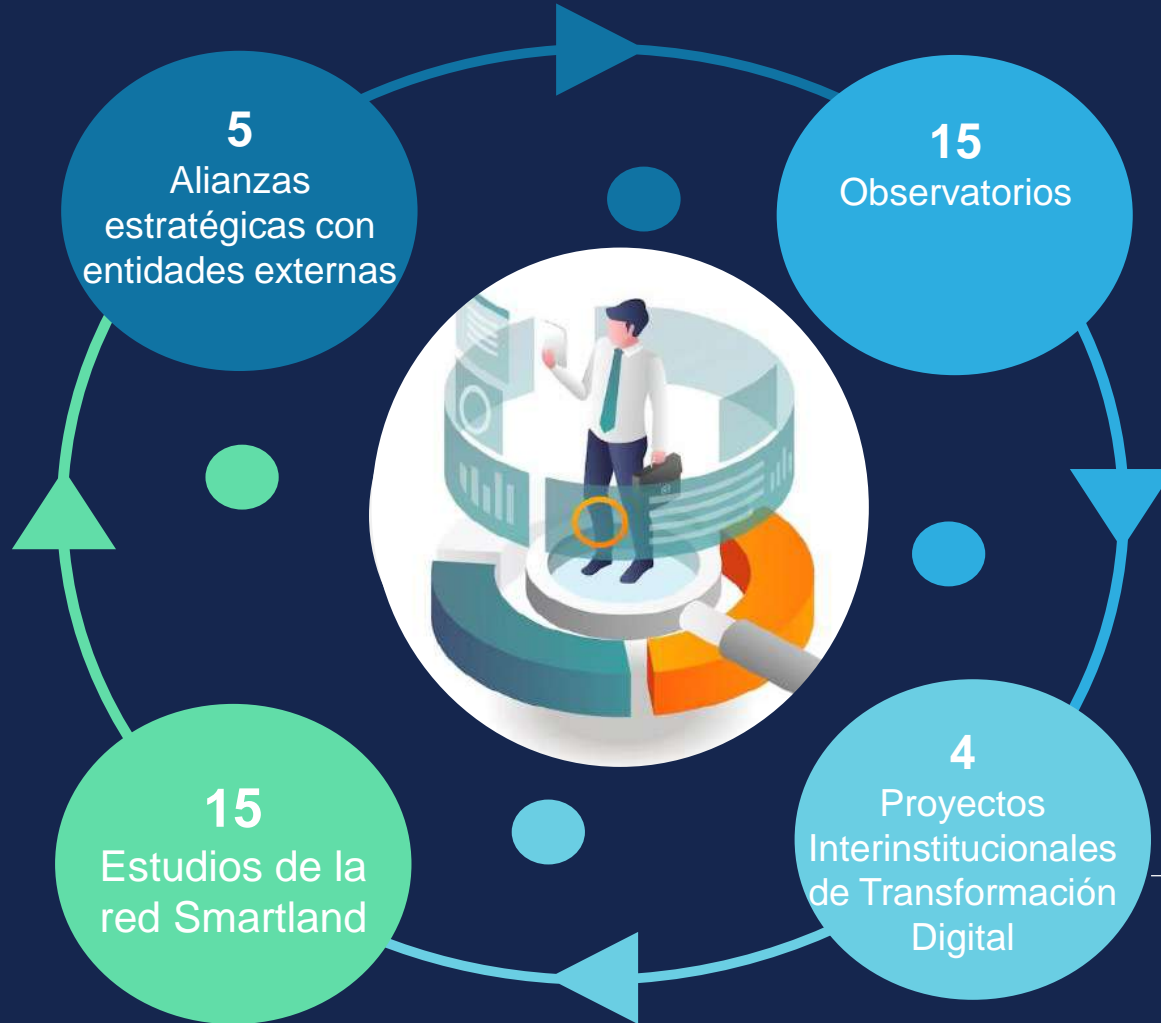 5
Alianzas
estratégicas con
entidades externas
15
Observatorios
4
Proyectos
Interinstitucionales
de Transformación
Digital
15
Estudios de la
red Smartland